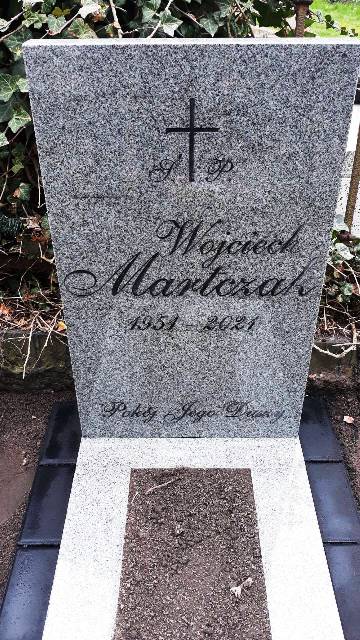 Ś P.
Wojciech
Martczak
1951 - 2021
Pokój Jego Duszy